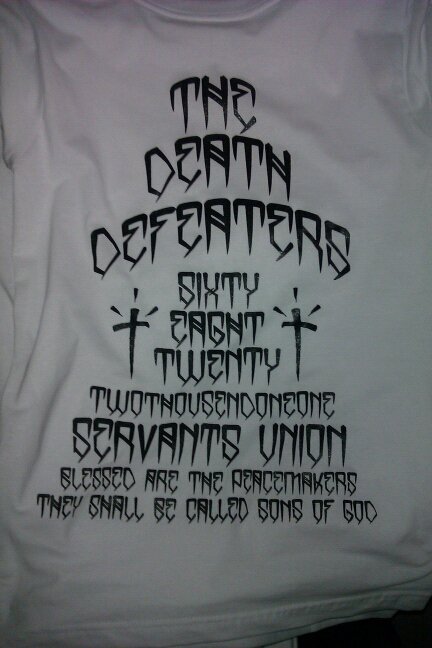 THE
DEATH
DEFEATERS
SIXTY
EAGHT
TWENTY
TWOTHOUSENDONEONE
SERVANTS UNION
BLESSED ARE THE PEACEMAKERS
THEY SHALL BE CALLED SONS OF GOD